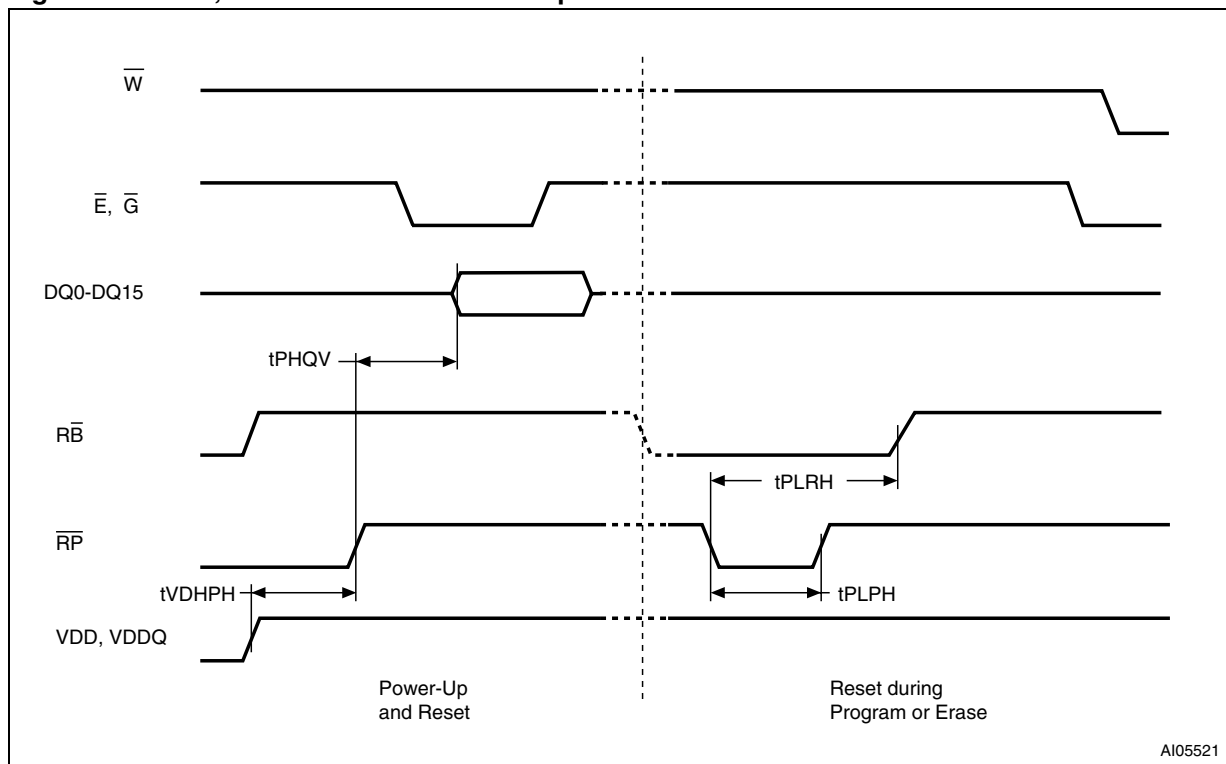 W̅
E̅, G̅
DQ0-DQ15
tPHQV
RB̅
tPLRH
R̅P̅
tVDHPH
tPLPH
VDD, VDDQ
Power-Up
and Reset
Reset during
Program or Erase
AI05521